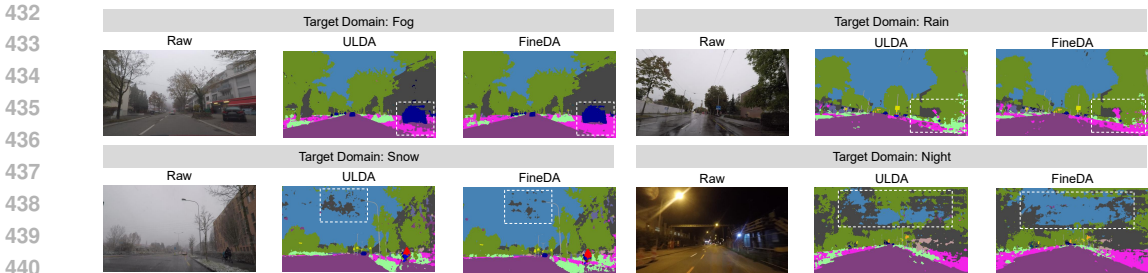 432
Target Domain: Fog
Target Domain: Rain
433
Raw
ULDA
FineDA
Raw
ULDA
FineDA
434
435
436
437
Target Domain: Snow
Target Domain: Night
Raw
ULDA
FineDA
Raw
ULDA
FineDA
438
439
440